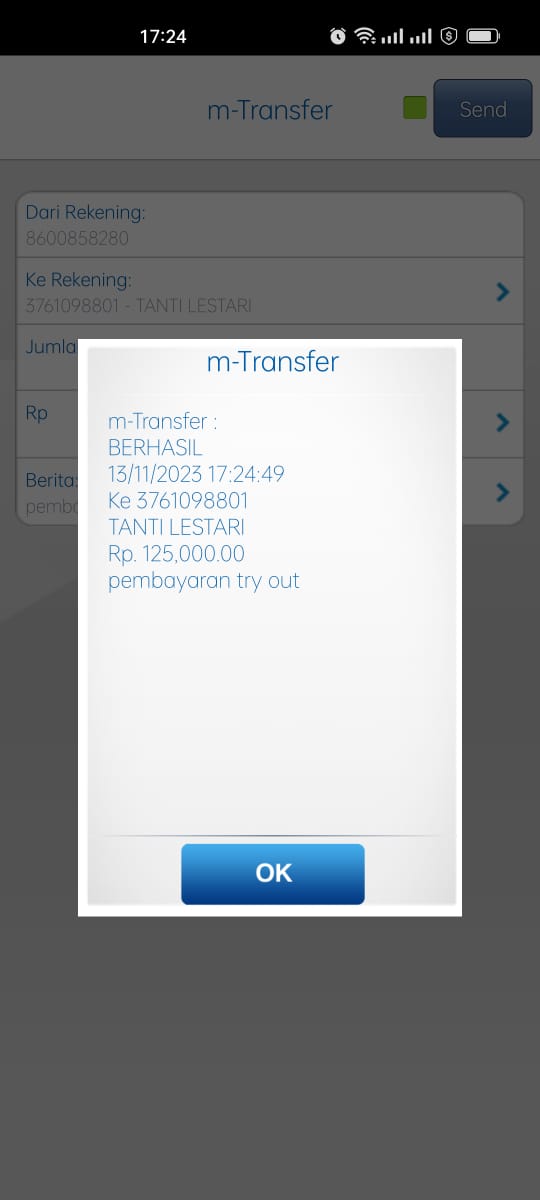 17:24
m-Transfer
Send
Dari Rekening:
8600858280
Ke Rekening:
3761098801 - TANTI LESTARI
Jumla
Rp
Berita:
pemba
m-Transfer
m-Transfer :
BERHASIL
13/11/2023 17:24:49
Ke 3761098801
TANTI LESTARI
Rp. 125,000.00
pembayaran try out
OK